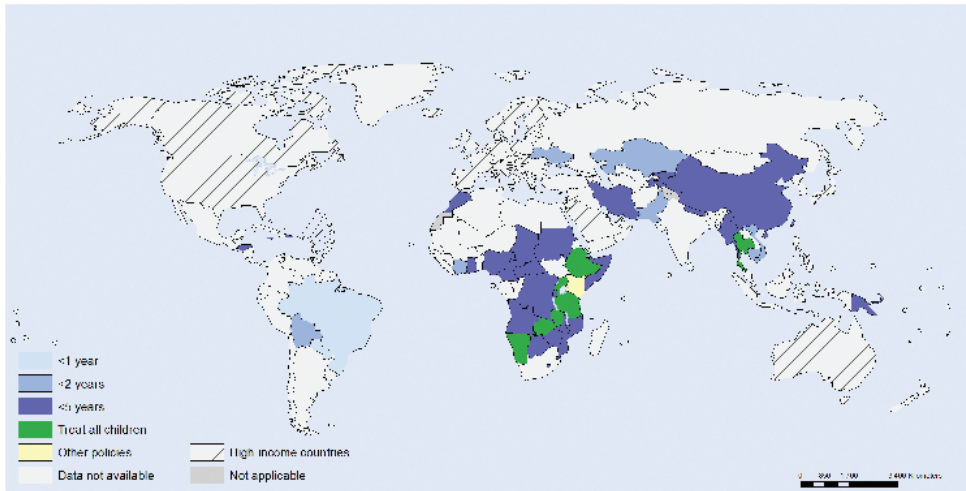 <1 year
<2 years
<5 years
Treat all children
Other policies
Data not available
High income countries
Not applicable
0